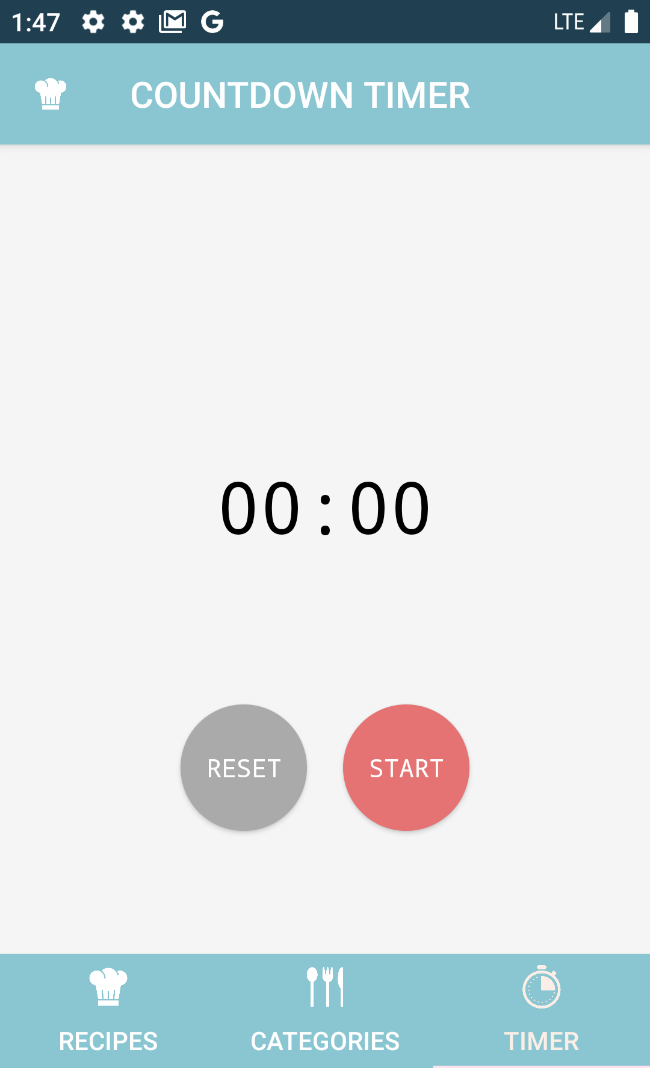 1:47 LTE
COUNTDOWN TIMER
00:00
RESET START
RECIPES CATEGORIES TIMER